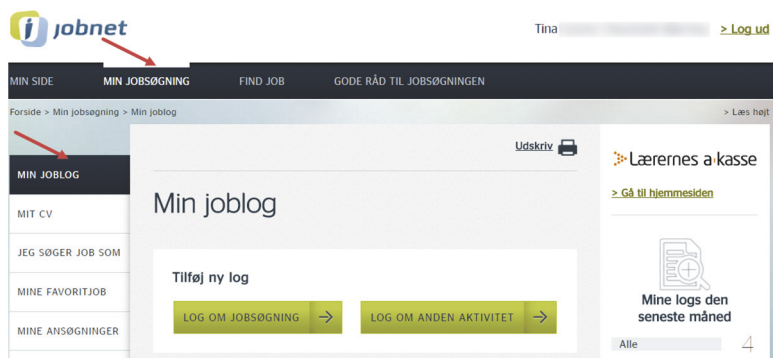 jobnet
Tina
> Log ud
MIN SIDE
MIN JOBSØGNING
FIND JOB
GODE RÅD TIL JOBSØGNINGEN
Forside > Min jobsøgning > Min joblog
> Læs højt
MIN JOBLOG
MIT CV
JEG SØGER JOB SOM
MINE FAVORITJOB
MINE ANSØGNINGER
Udskriv
Min joblog
Tilføj ny log
LOG OM JOBSØGNING
LOG OM ANDEN AKTIVITET
Lærernes a·kasse
> Gå til hjemmesiden
Mine logs den
seneste måned
Alle 4